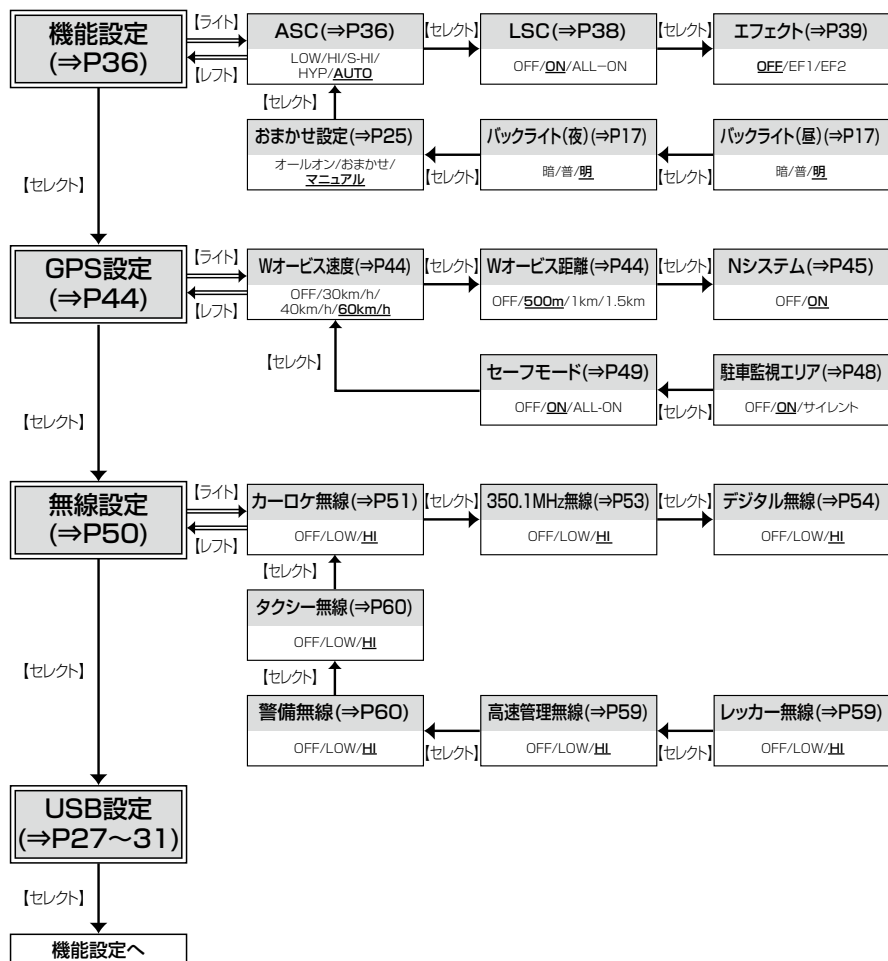 機能設定
(⇒P36)
【ライト】
【レフト】
ASC(⇒P36)
LOW/HI/S-HI/
HYP/AUTO
【セレクト】
LSC(⇒P38)
OFF/ON/ALL－ON
【セレクト】
エフェクト(⇒P39)
OFF/EF1/EF2
【セレクト】
おまかせ設定(⇒P25)
オールオン/おまかせ/
マニュアル
【セレクト】
バックライト(夜)(⇒P17)
暗/普/明
【セレクト】
バックライト(昼)(⇒P17)
暗/普/明
【セレクト】
GPS設定
(⇒P44)
【ライト】
【レフト】
Wオービス速度(⇒P44)
OFF/30km/h/
40km/h/60km/h
【セレクト】
Wオービス距離(⇒P44)
OFF/500m/1km/1.5km
【セレクト】
Nシステム(⇒P45)
OFF/ON
【セレクト】
セーフモード(⇒P49)
OFF/ON/ALL-ON
【セレクト】
駐車監視エリア(⇒P48)
OFF/ON/サイレント
【セレクト】
無線設定
(⇒P50)
【ライト】
【レフト】
カーロケ無線(⇒P51)
OFF/LOW/HI
【セレクト】
350.1MHz無線(⇒P53)
OFF/LOW/HI
【セレクト】
デジタル無線(⇒P54)
OFF/LOW/HI
【セレクト】
タクシー無線(⇒P60)
OFF/LOW/HI
【セレクト】
【セレクト】
警備無線(⇒P60)
OFF/LOW/HI
【セレクト】
高速管理無線(⇒P59)
OFF/LOW/HI
【セレクト】
レッカー無線(⇒P59)
OFF/LOW/HI
USB設定
(⇒P27〜31)
【セレクト】
機能設定へ